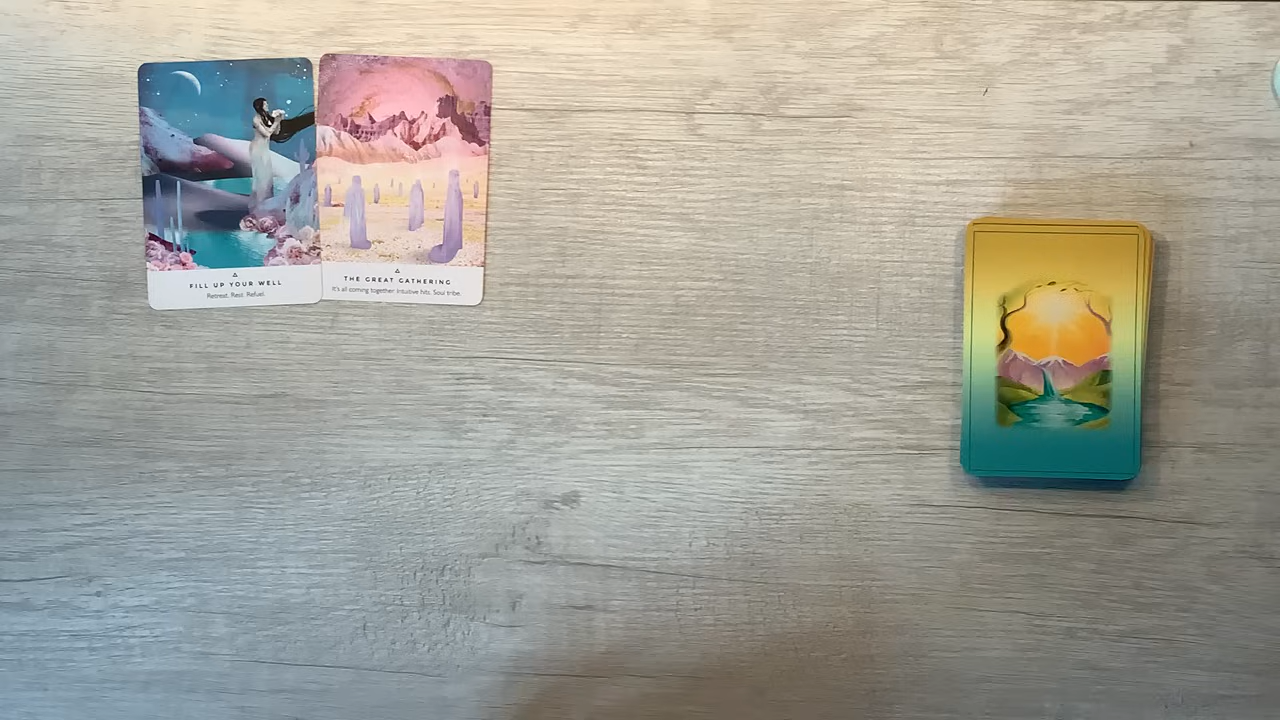 FILL UP YOUR WELL
Retreat. Rest. Refuel.
THE GREAT GATHERING
It's all coming together. Intuitive hits. Soul tribe.